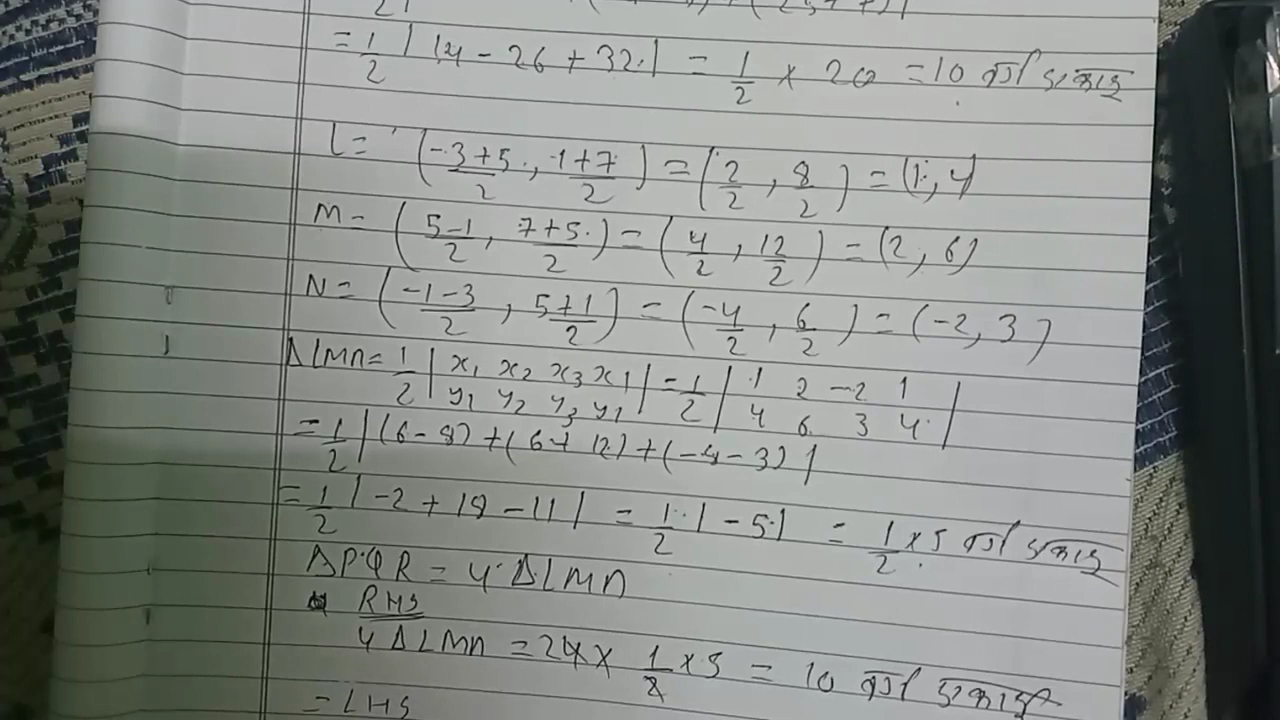 = 1/2 | 14 - 26 + 32 | = 1/2 × 20 = 10 বর্গ একক
L = (-3+5/2, 1+7/2) = (2/2, 8/2) = (1, 4)
M = (5-1/2, 7+5/2) = (4/2, 12/2) = (2, 6)
N = (-1-3/2, 5+1/2) = (-4/2, 6/2) = (-2, 3)
ΔLMN = 1/2 | x₁ x₂ x₃ x₁ | = 1/2 | 1 2 -2 1 |
y₁ y₂ y₃ y₁ 4 6 3 4
= 1/2 | (6-8) + (6+12) + (-8-3) |
= 1/2 | -2 + 18 - 11 | = 1/2 | -5 | = 1/2 × 5 বর্গ একক
ΔPQR = 4 ΔLMN
RHS
4 ΔLMN = 24 × 1/2 × 5 = 10 বর্গ একক
= LHS